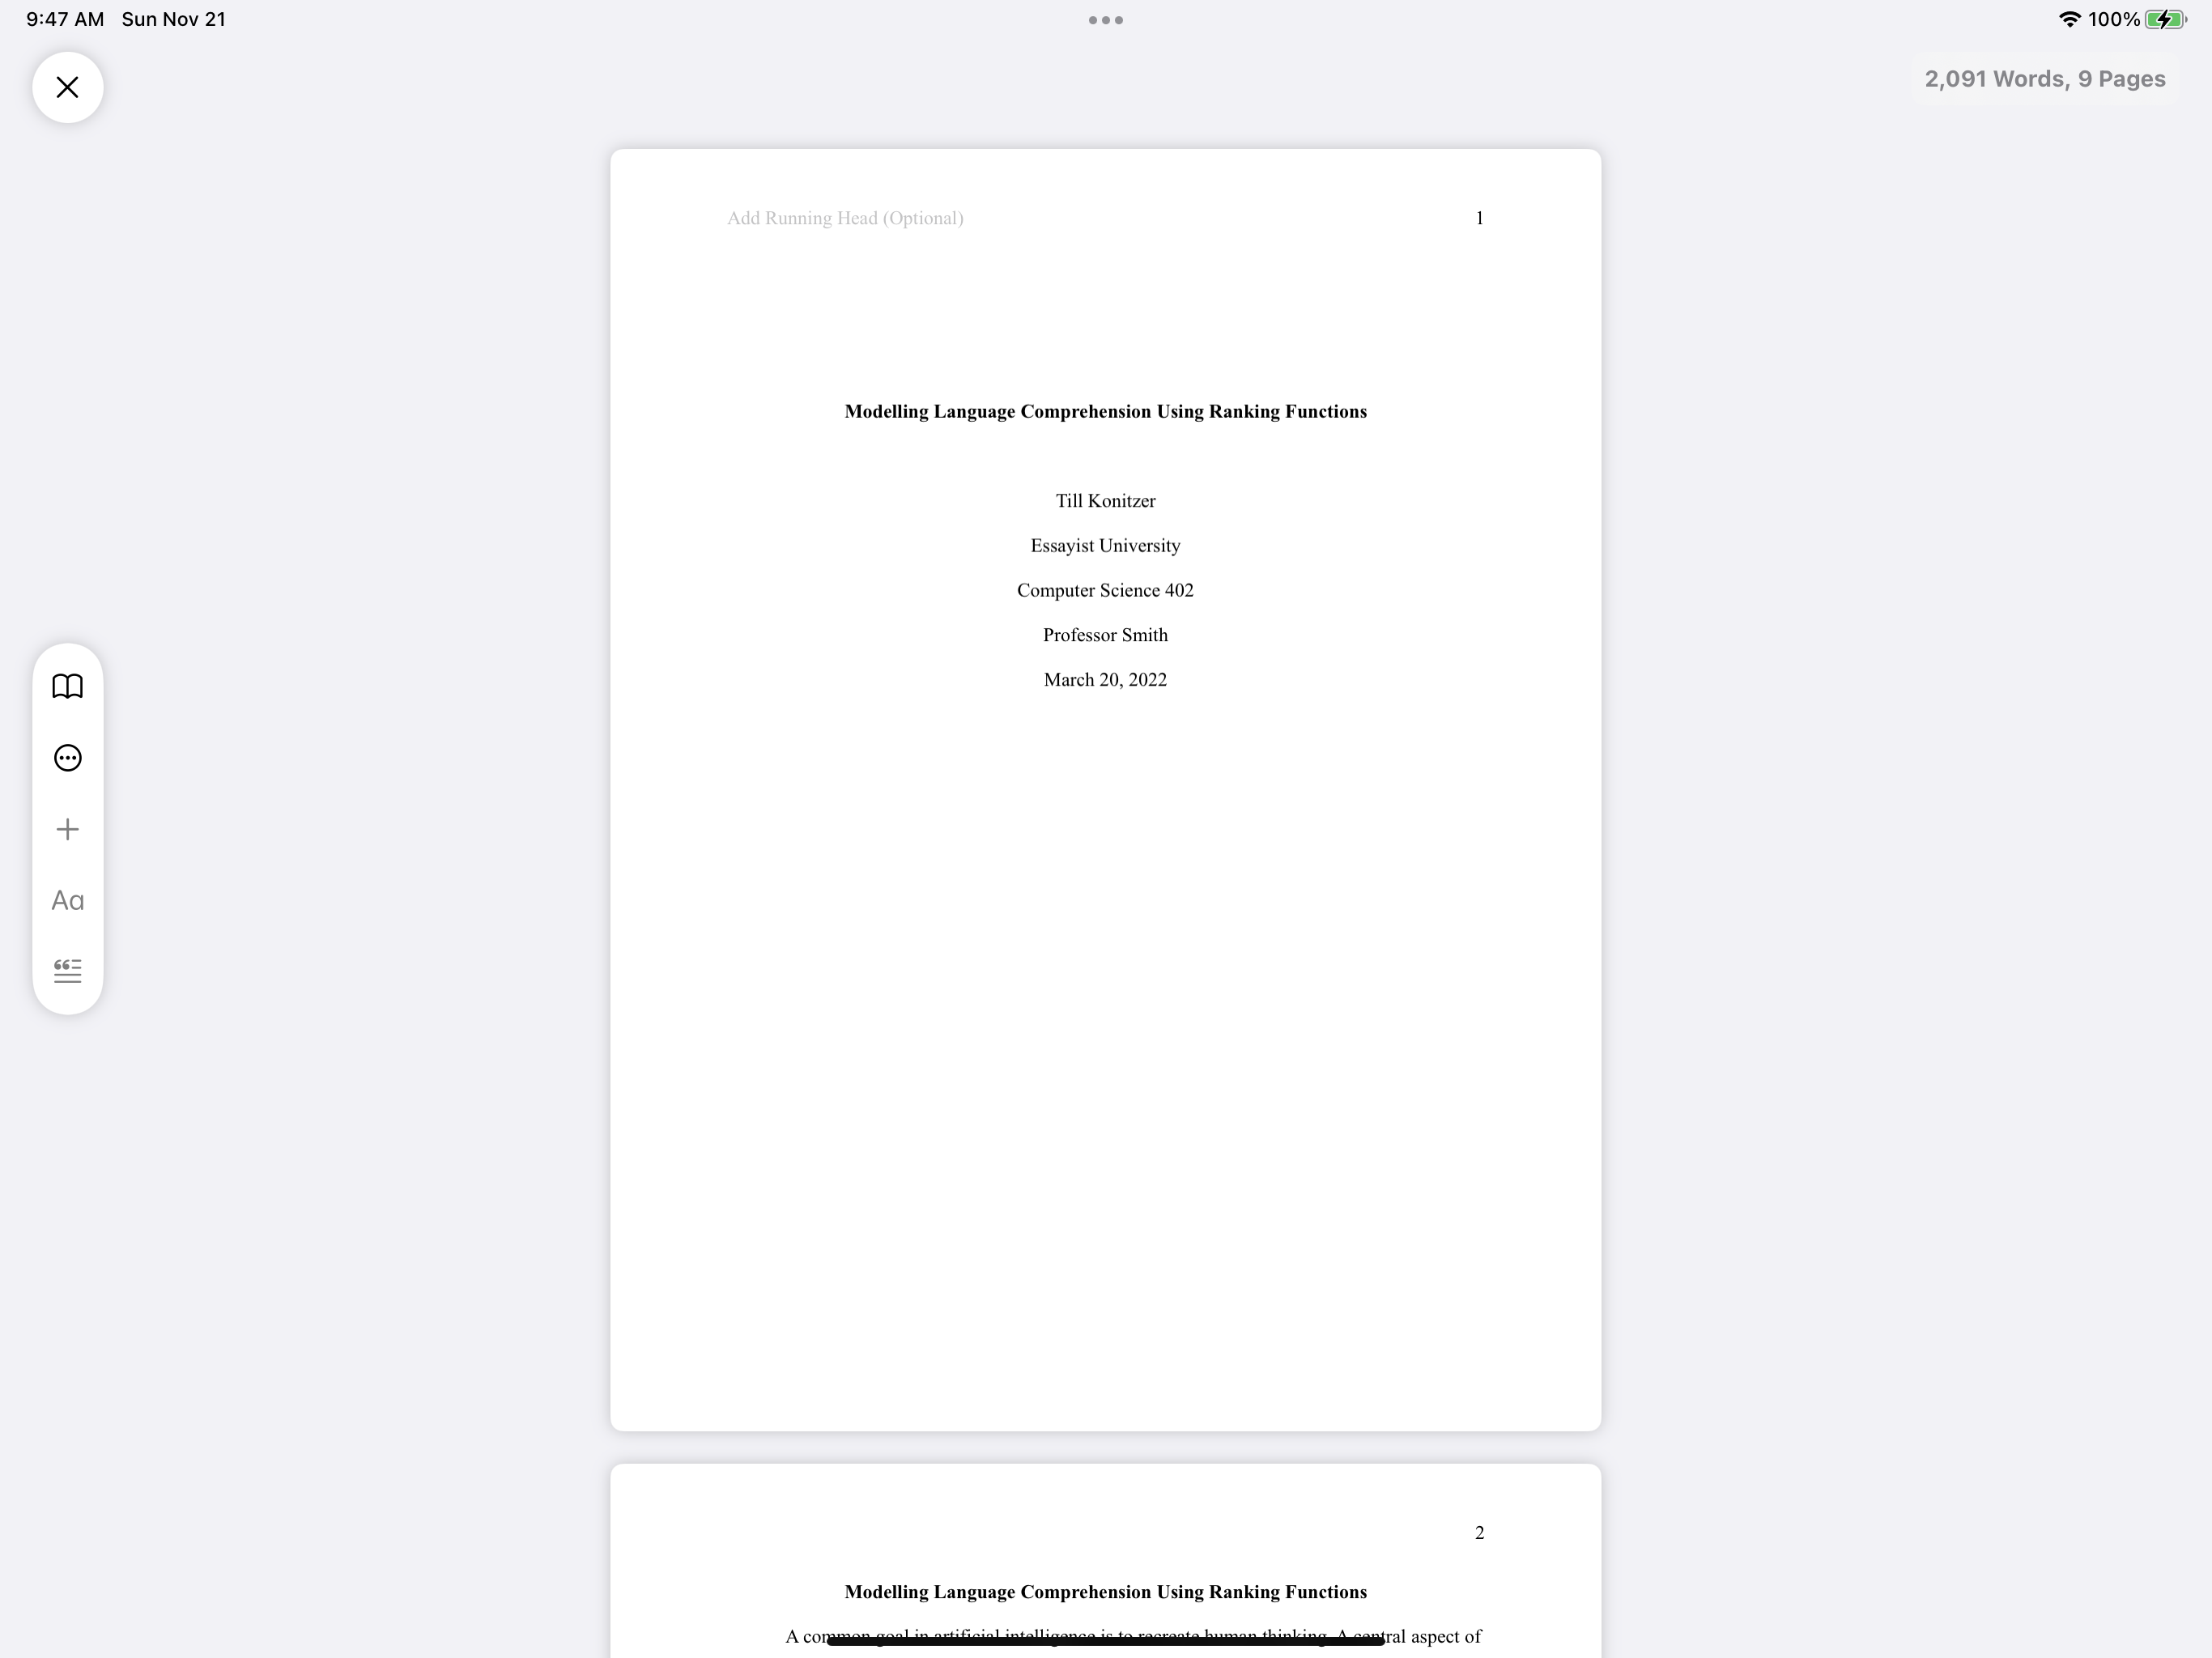 9:47 AM Sun Nov 21
100%
2,091 Words, 9 Pages
Add Running Head (Optional) 1
Modelling Language Comprehension Using Ranking Functions
Till Konitzer
Essayist University
Computer Science 402
Professor Smith
March 20, 2022
Aa
2
Modelling Language Comprehension Using Ranking Functions
A common goal in artificial intelligence is to recreate human thinking. A central aspect of